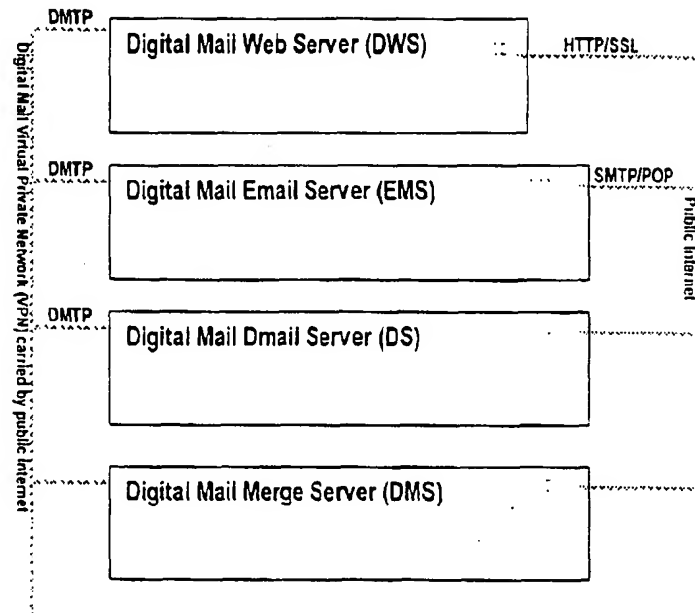 DMTP
Digital Mail Web Server (DWS)
HTTP/SSL
DMTP
Digital Mail Email Server (EMS)
SMTP/POP
DMTP
Digital Mail Dmail Server (DS)
Digital Mail Merge Server (DMS)
Digital Mail Virtual Private Network (VPN) carried by public Internet
Public Internet